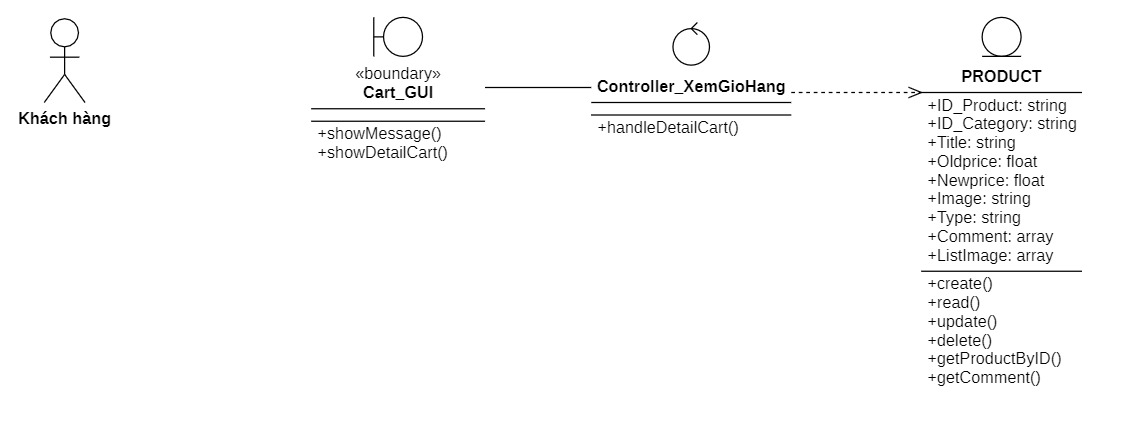 Khách hàng
«boundary»
Cart_GUI
+showMessage()
+showDetailCart()
Controller_XemGioHang
+handleDetailCart()
PRODUCT
+ID_Product: string
+ID_Category: string
+Title: string
+Oldprice: float
+Newprice: float
+Image: string
+Type: string
+Comment: array
+ListImage: array
+create()
+read()
+update()
+delete()
+getProductByID()
+getComment()